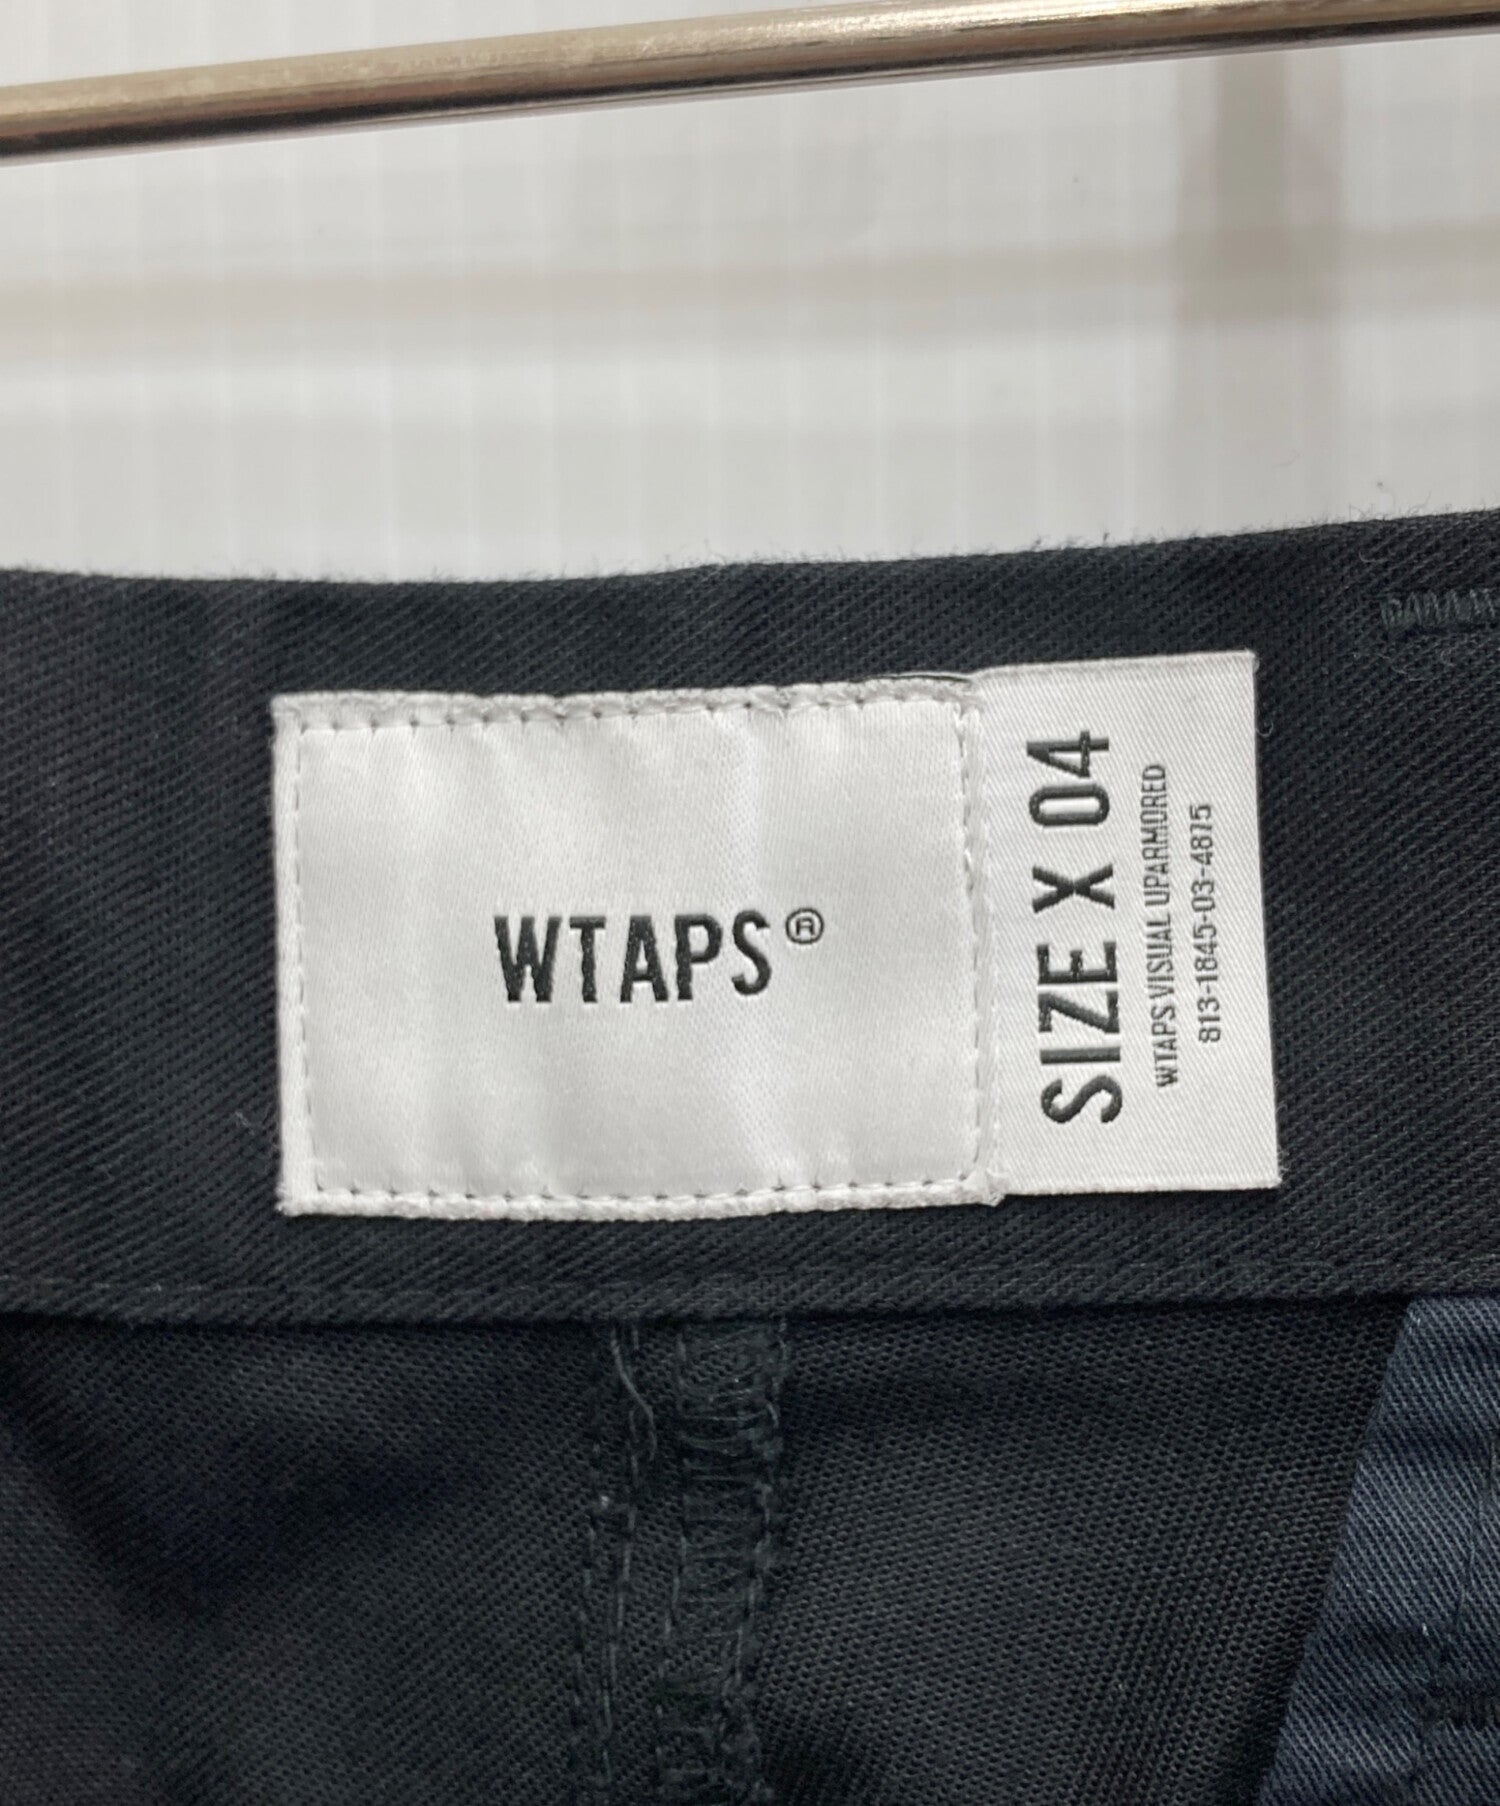 WTAPS®
SIZE X 04
WTAPS VISUAL UPARMORED
813-1845-03-4875